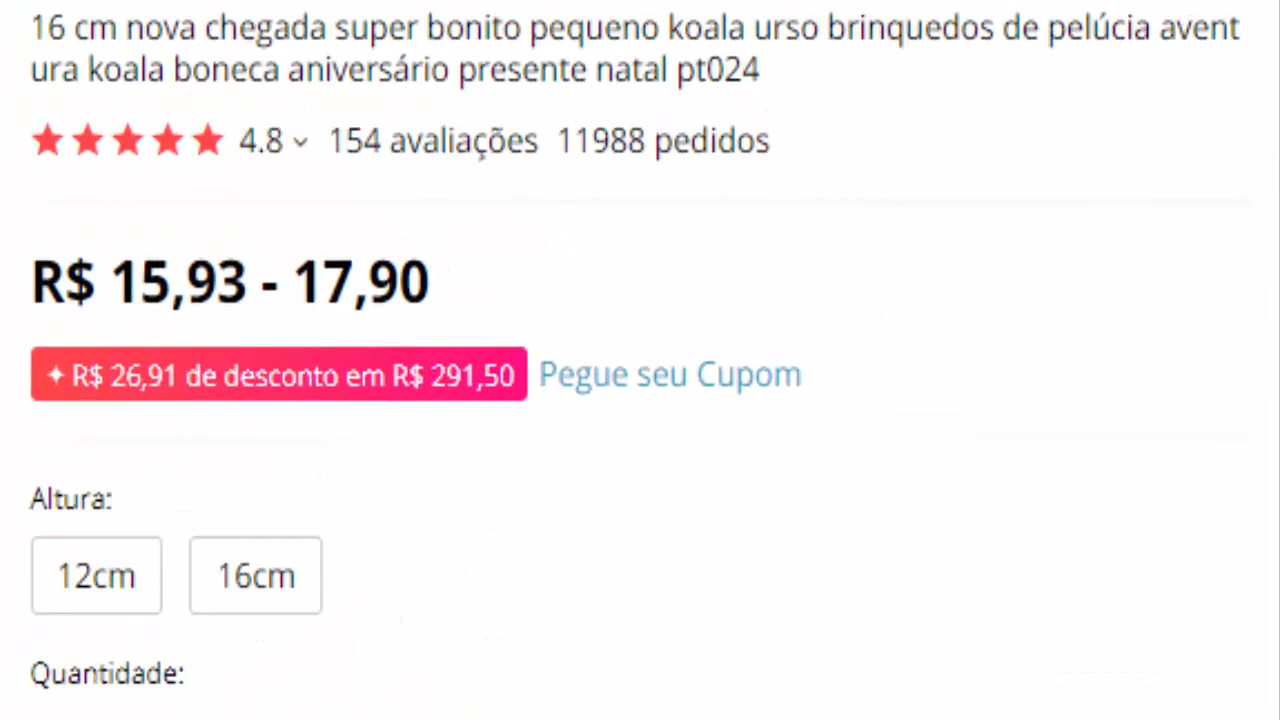 16 cm nova chegada super bonito pequeno koala urso brinquedos de pelúcia avent
ura koala boneca aniversário presente natal pt024
4.8 154 avaliações 11988 pedidos
R$ 15,93 - 17,90
R$ 26,91 de desconto em R$ 291,50 Pegue seu Cupom
Altura:
12cm 16cm
Quantidade: